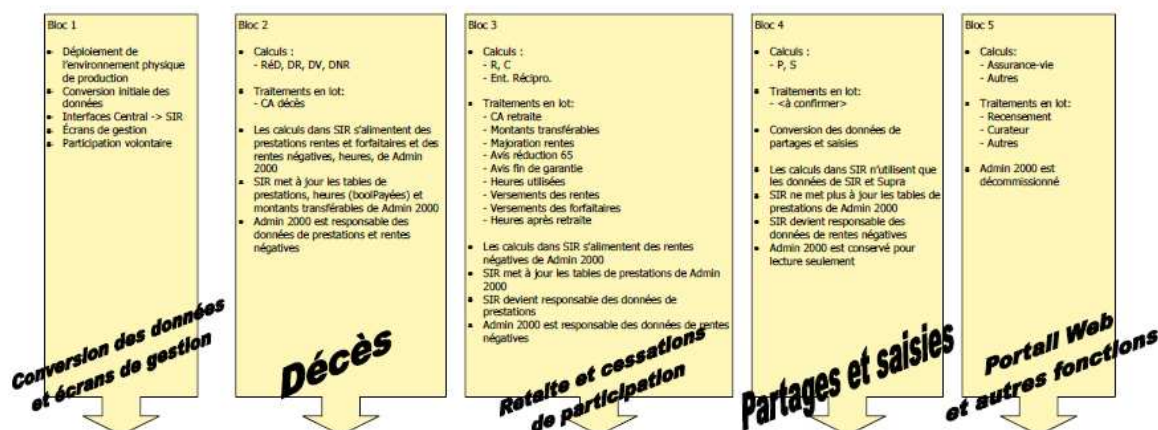 Bloc 1
Déploiement de
l'environnement physique
de production
Conversion initiale des
données
Interfaces Central -> SIR
Écrans de gestion
Participation volontaire
Conversion des données
et écrans de gestion
Bloc 2
Calculs :
- RéD, DR, DV, DNR
Traitements en lot:
- CA décès
Les calculs dans SIR s'alimentent des
prestations rentes et forfaitaires et des
rentes négatives, heures, de Admin
2000
SIR met à jour les tables de
prestations, heures (boolPayées) et
montants transférables de Admin 2000
Admin 2000 est responsable des
données de prestations et rentes
négatives
Décès
Bloc 3
Calculs :
- R, C
- Ent. Récipro.
Traitements en lot:
- CA retraite
- Montants transférables
- Majoration rentes
- Avis réduction 65
- Avis fin de garantie
- Heures utilisées
- Versements des rentes
- Versements des forfaitaires
- Heures après retraite
Les calculs dans SIR s'alimentent des rentes
négatives de Admin 2000
SIR met à jour les tables de prestations de Admin
2000
SIR devient responsable des données de
prestations
Admin 2000 est responsable des données de rentes
négatives
Retaite et cessations
de participation
Bloc 4
Calculs :
- P, S
Traitements en lot:
- <à confirmer>
Conversion des données de
partages et saisies
Les calculs dans SIR n'utilisent que
les données de SIR et Supra
SIR ne met plus à jour les tables de
prestations de Admin 2000
SIR devient responsable des
données de rentes négatives
Admin 2000 est conservé pour
lecture seulement
Partages et saisies
Bloc 5
Calculs:
- Assurance-vie
- Autres
Traitements en lot:
- Recensement
- Curateur
- Autres
Admin 2000 est
décommissionné
Portail Web
et autres fonctions